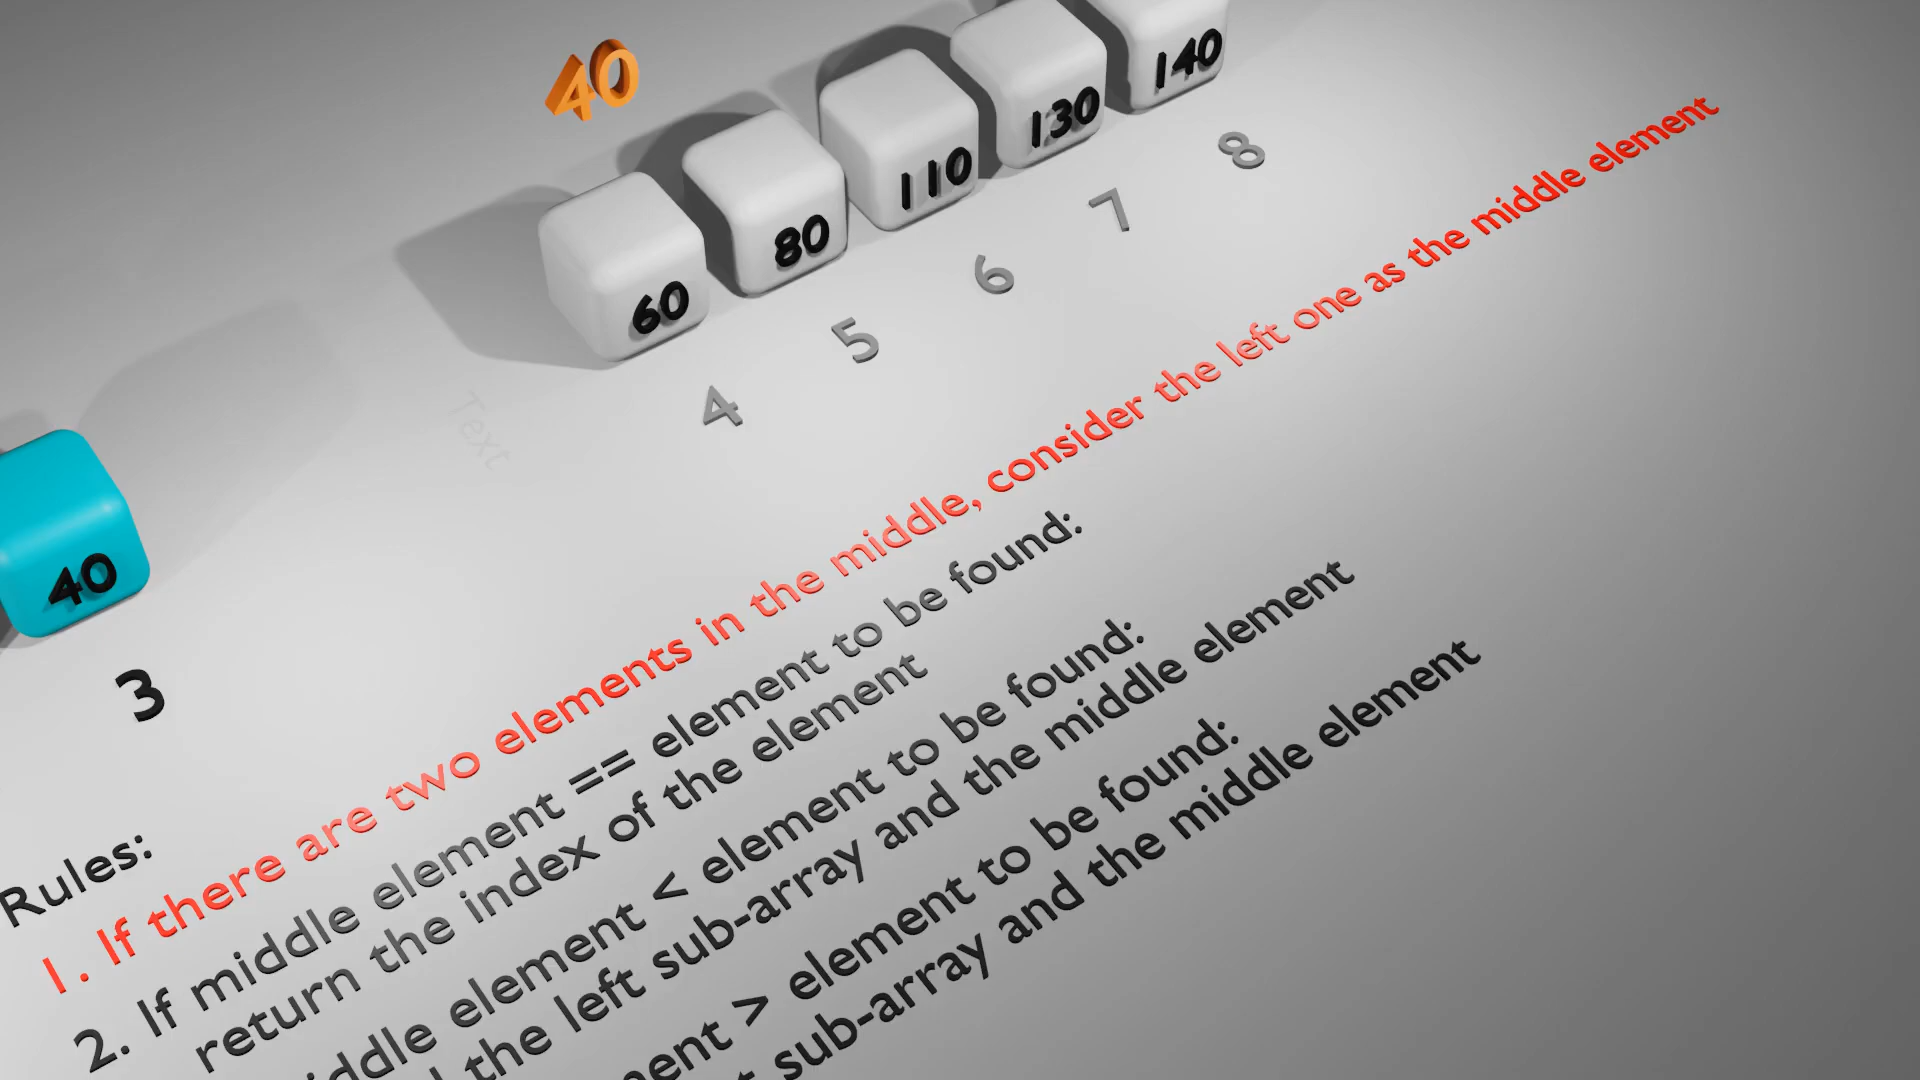 40
140
130
110
80
60
40
8
7
6
5
4
3
Text
Rules:
1. If there are two elements in the middle, consider the left one as the middle element
2. If middle element == element to be found:
return the index of the element
element < element to be found:
the left sub-array and the middle element
> element to be found:
sub-array and the middle element